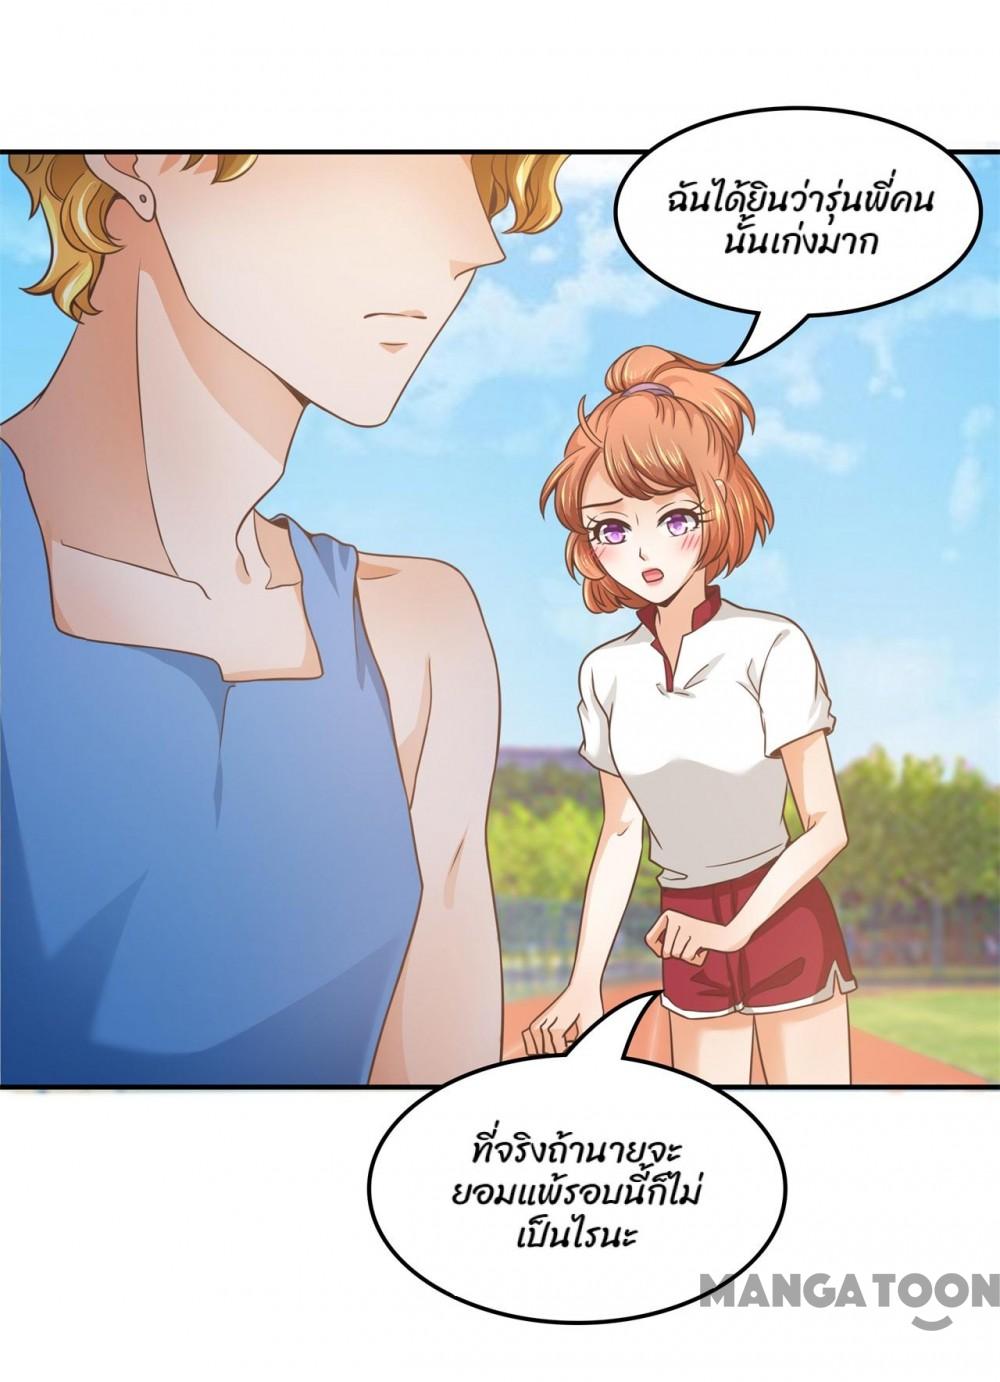 ฉันได้ยินว่ารุ่นพี่คน
นั้นเก่งมาก
ที่จริงถ้านายจะ
ยอมแพ้รอบนี้ก็ไม่
เป็นไรนะ
MANGATOON